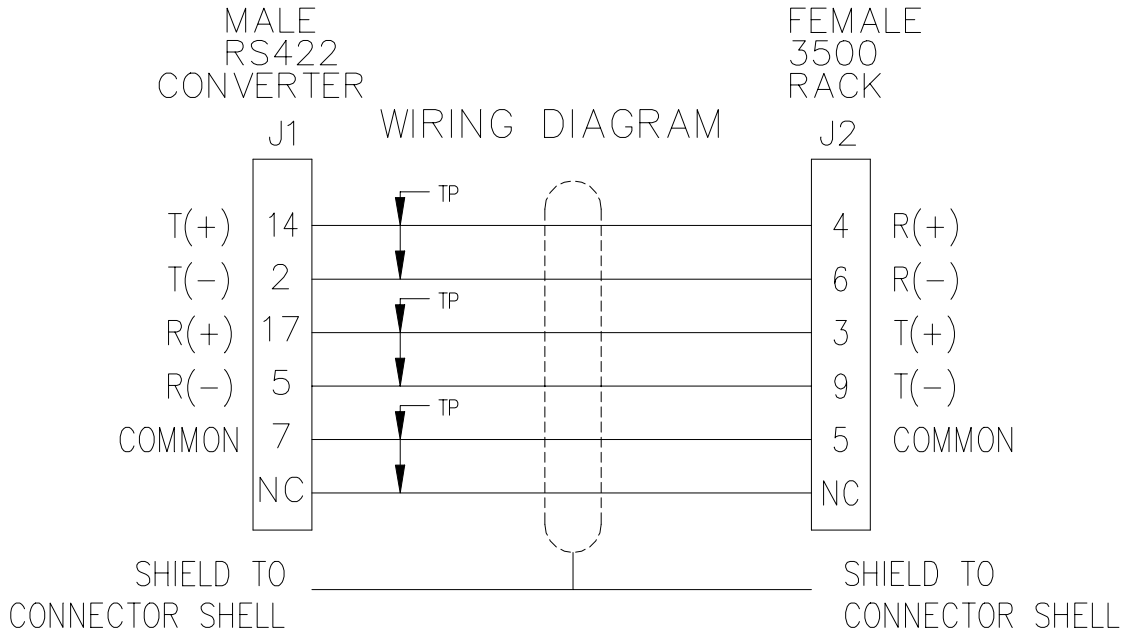 MALE
RS422
CONVERTER
FEMALE
3500
RACK
WIRING DIAGRAM
J1
J2
TP
T(+) 14 4 R(+)
T(−) 2 6 R(−)
TP
R(+) 17 3 T(+)
R(−) 5 9 T(−)
TP
COMMON 7 5 COMMON
NC NC
SHIELD TO
CONNECTOR SHELL
SHIELD TO
CONNECTOR SHELL